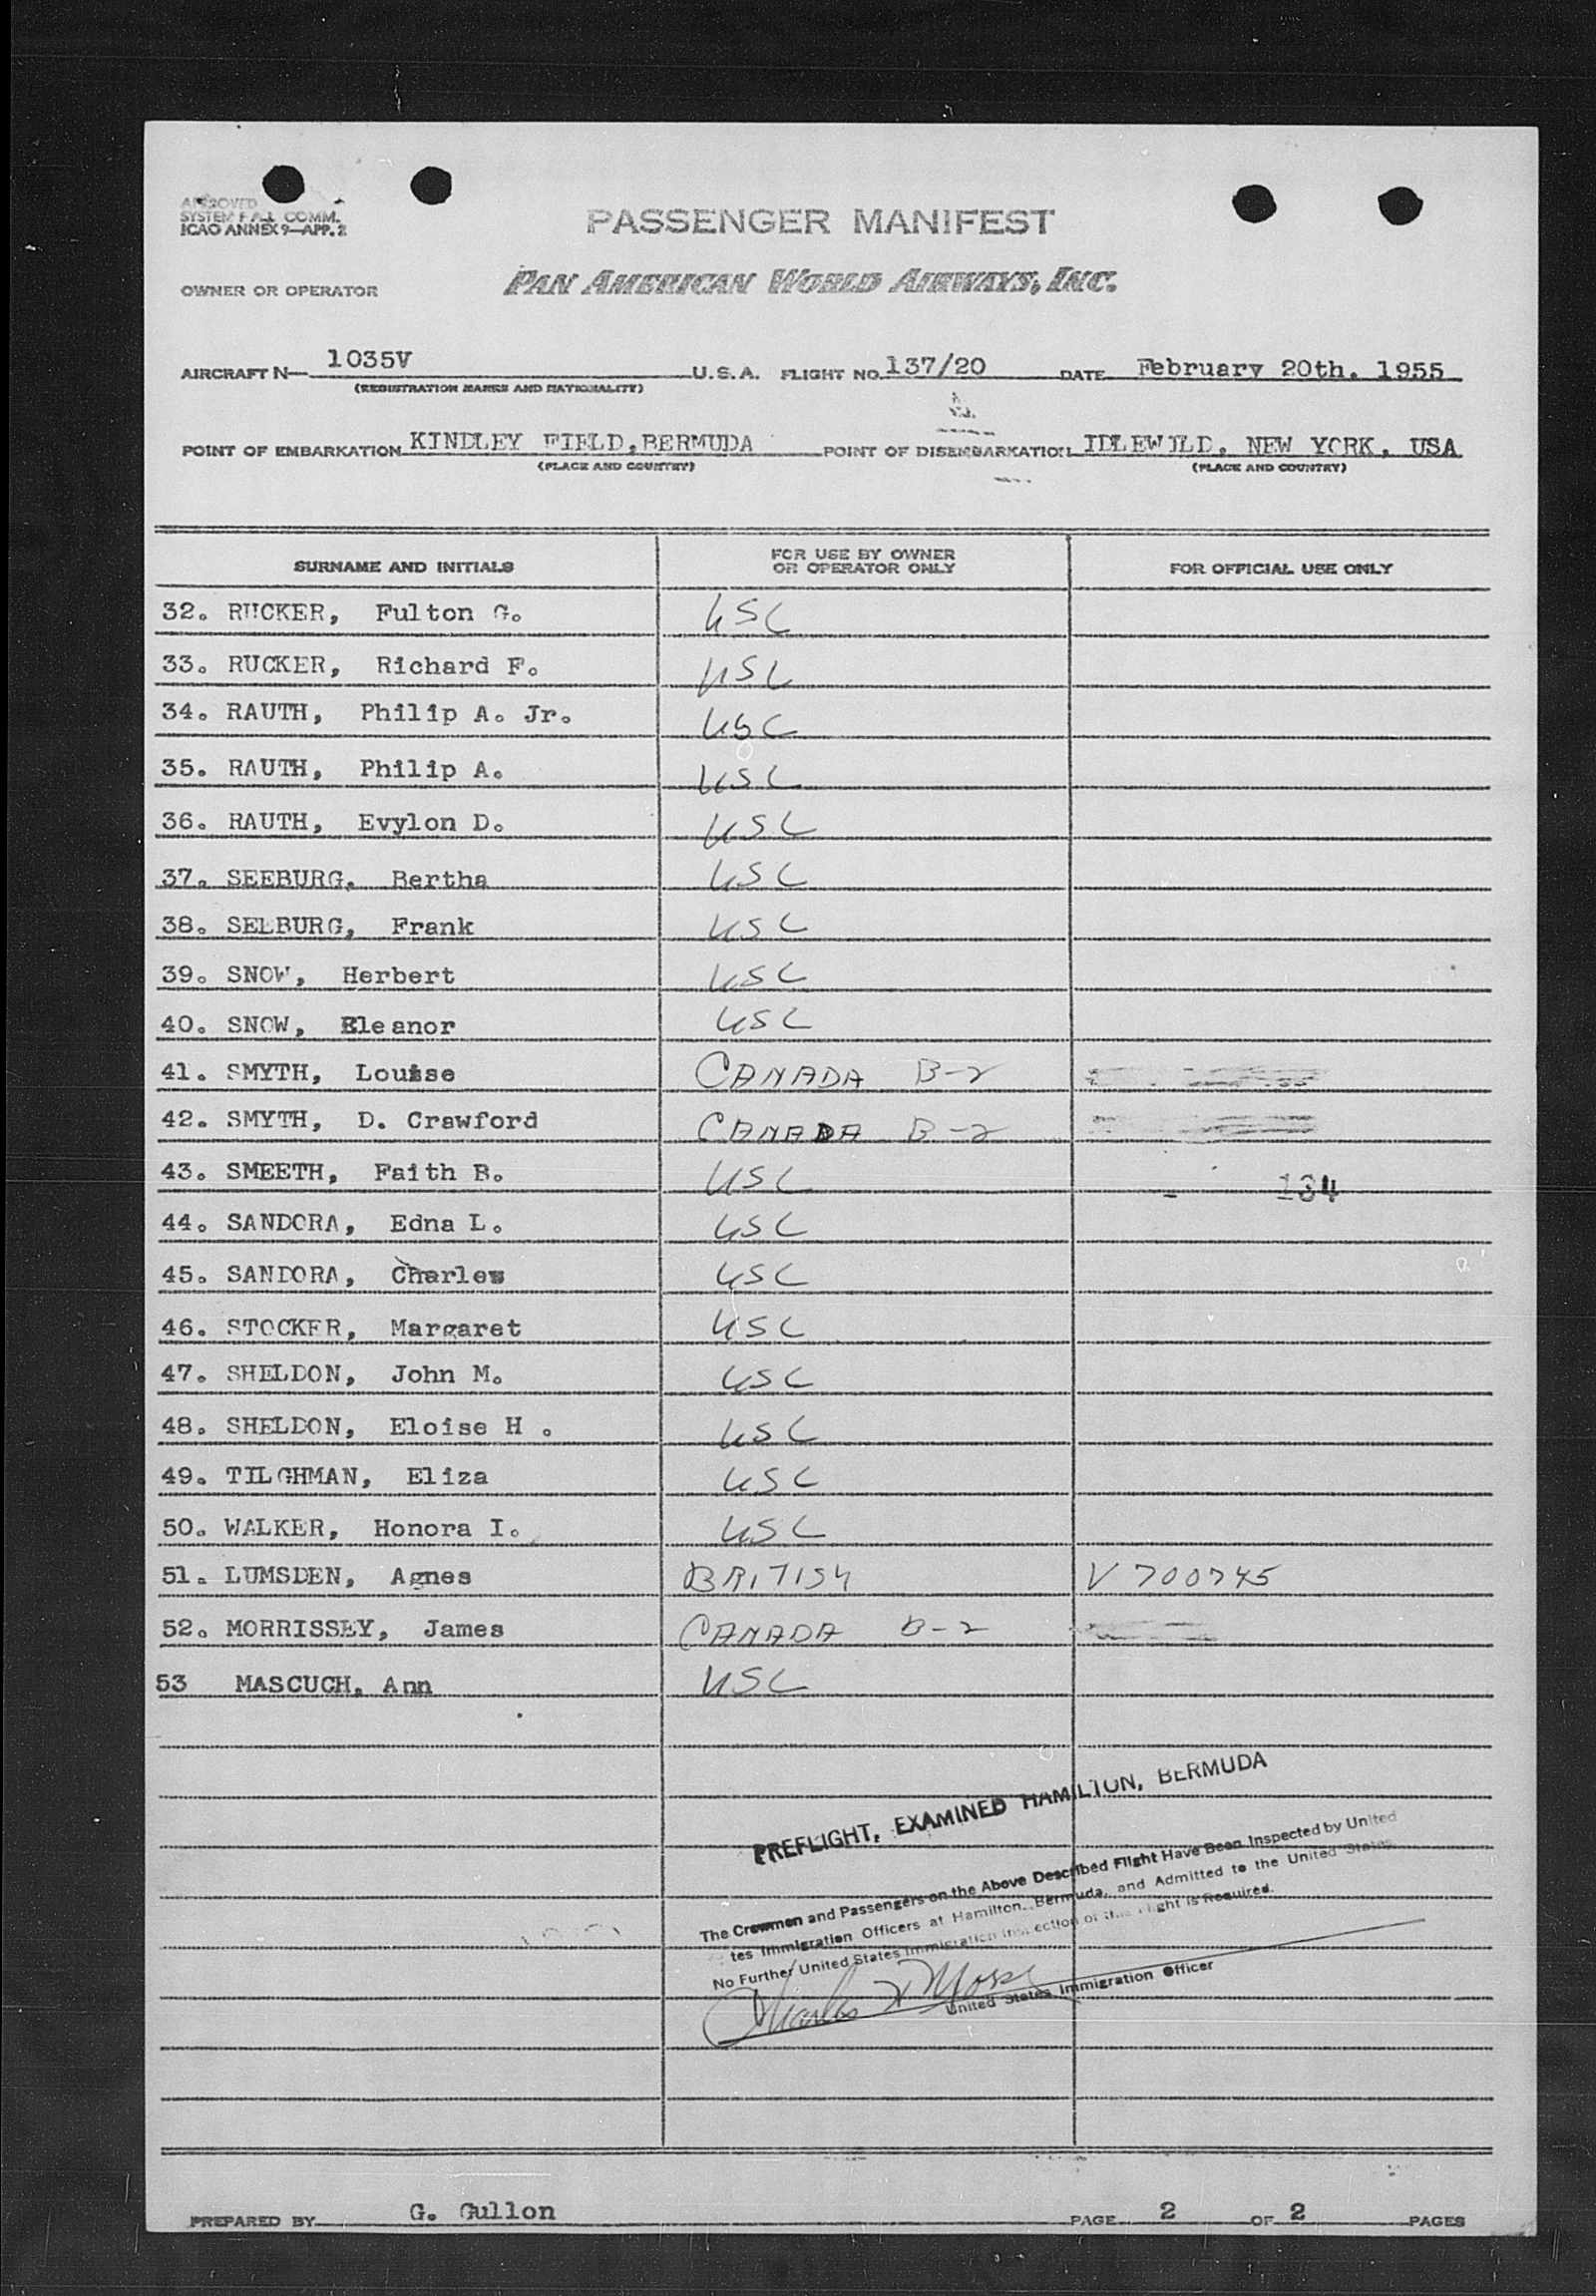 APPROVED
SYSTEM FAL COMM.
ICAO ANNEX 9—APP. 2
PASSENGER MANIFEST
OWNER OR OPERATOR PAN AMERICAN WORLD AIRWAYS, INC.
AIRCRAFT N— 1035V U.S.A. FLIGHT NO. 137/20 DATE February 20th. 1955
(REGISTRATION MARKS AND NATIONALITY)
POINT OF EMBARKATION KINDLEY FIELD, BERMUDA POINT OF DISEMBARKATION IDLEWILD, NEW YORK, USA
(PLACE AND COUNTRY) (PLACE AND COUNTRY)
SURNAME AND INITIALS FOR USE BY OWNER OR OPERATOR ONLY FOR OFFICIAL USE ONLY
32. RUCKER, Fulton G. USC
33. RUCKER, Richard F. USC
34. RAUTH, Philip A. Jr. USC
35. RAUTH, Philip A. USC
36. RAUTH, Evylon D. USC
37. SEEBURG, Bertha USC
38. SEEBURG, Frank USC
39. SNOW, Herbert USC
40. SNOW, Eleanor USC
41. SMYTH, Louise CANADA B-2
42. SMYTH, D. Crawford CANADA B-2
43. SMEETH, Faith B. USC 134
44. SANDORA, Edna L. USC
45. SANDORA, Charles USC
46. STOCKER, Margaret USC
47. SHELDON, John M. USC
48. SHELDON, Eloise H . USC
49. TILGHMAN, Eliza USC
50. WALKER, Honora I. USC
51. LUMSDEN, Agnes BRITISH V 700745
52. MORRISSEY, James CANADA B-2
53 MASCUCH, Ann USC
PREFLIGHT, EXAMINED HAMILTON, BERMUDA
The Crewmen and Passengers on the Above Described Flight Have Been Inspected by United
tes Immigration Officers at Hamilton, Bermuda, and Admitted to the United States.
No Further United States Immigration Inspection of this Flight is Required.
Charles W Moss
United States Immigration Officer
PREPARED BY G. Gullon PAGE 2 OF 2 PAGES